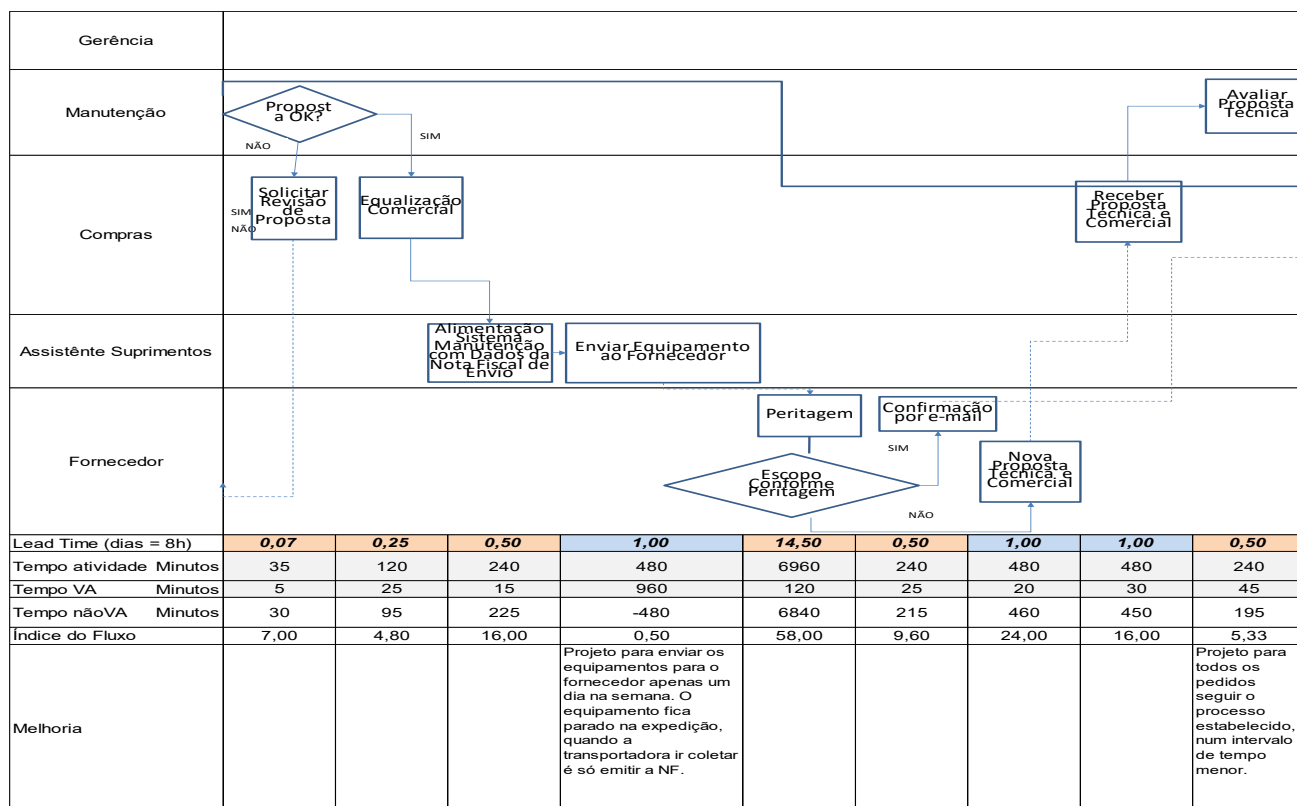 Gerência
Manutenção
Propost
a OK?
SIM
NÃO
Avaliar
Proposta
Técnica
Compras
Solicitar
Revisão
de
Proposta
SIM
NÃO
Equalização
Comercial
Receber
Proposta
Técnica e
Comercial
Assistênte Suprimentos
Alimentação
Sistema
Manutenção
com Dados da
Nota Fiscal de
Envio
Enviar Equipamento
ao Fornecedor
Fornecedor
Peritagem
Confirmação
por e-mail
SIM
Escopo
Conforme
Peritagem
NÃO
Nova
Proposta
Técnica e
Comercial
Lead Time (dias = 8h) 0,07 0,25 0,50 1,00 14,50 0,50 1,00 1,00 0,50
Tempo atividade Minutos 35 120 240 480 6960 240 480 480 240
Tempo VA Minutos 5 25 15 960 120 25 20 30 45
Tempo nãoVA Minutos 30 95 225 -480 6840 215 460 450 195
Índice do Fluxo 7,00 4,80 16,00 0,50 58,00 9,60 24,00 16,00 5,33
Melhoria
Projeto para enviar os
equipamentos para o
fornecedor apenas um
dia na semana. O
equipamento fica
parado na expedição,
quando a
transportadora ir coletar
é só emitir a NF.
Projeto para
todos os
pedidos
seguir o
processo
estabelecido,
num intervalo
de tempo
menor.